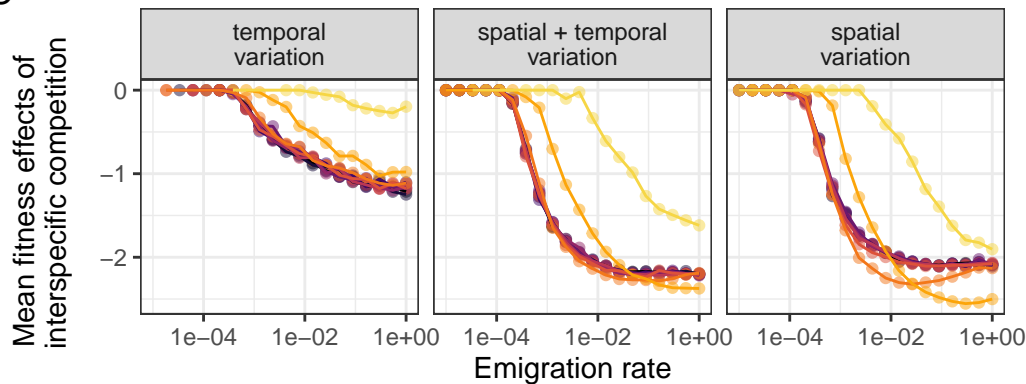 temporal
variation
spatial + temporal
variation
spatial
variation
Mean fitness effects of
interspecific competition
0
−1
−2
1e−04 1e−02 1e+00 1e−04 1e−02 1e+00 1e−04 1e−02 1e+00
Emigration rate